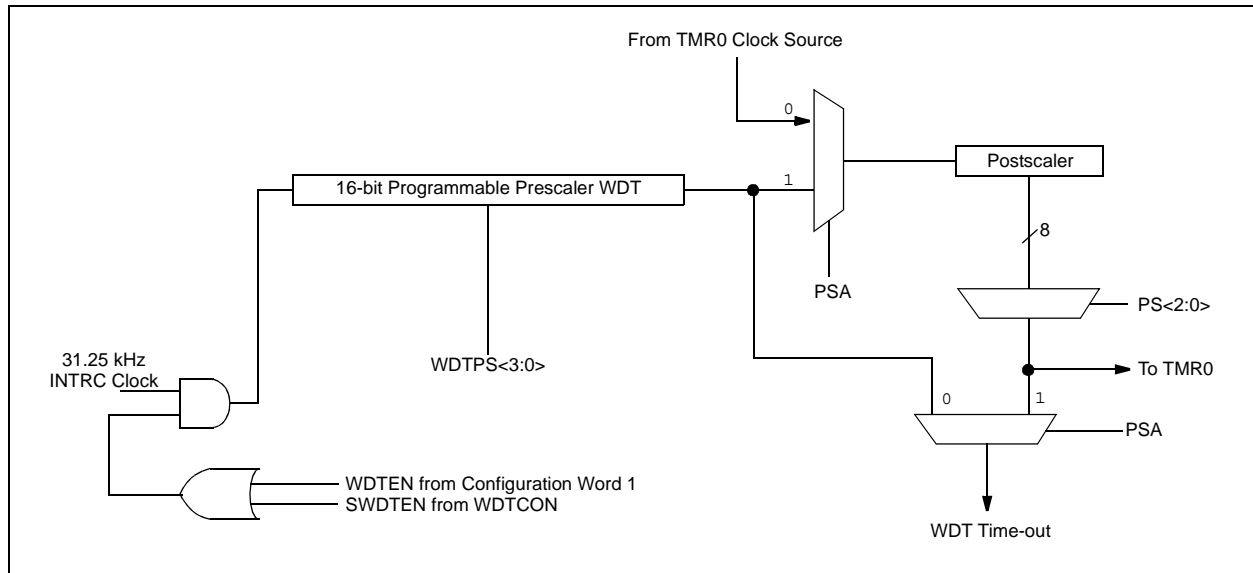 From TMR0 Clock Source
0
Postscaler
16-bit Programmable Prescaler WDT
1
8
PSA
PS<2:0>
31.25 kHz
INTRC Clock
WDTPS<3:0>
To TMR0
0
1
PSA
WDTEN from Configuration Word 1
SWDTEN from WDTCON
WDT Time-out